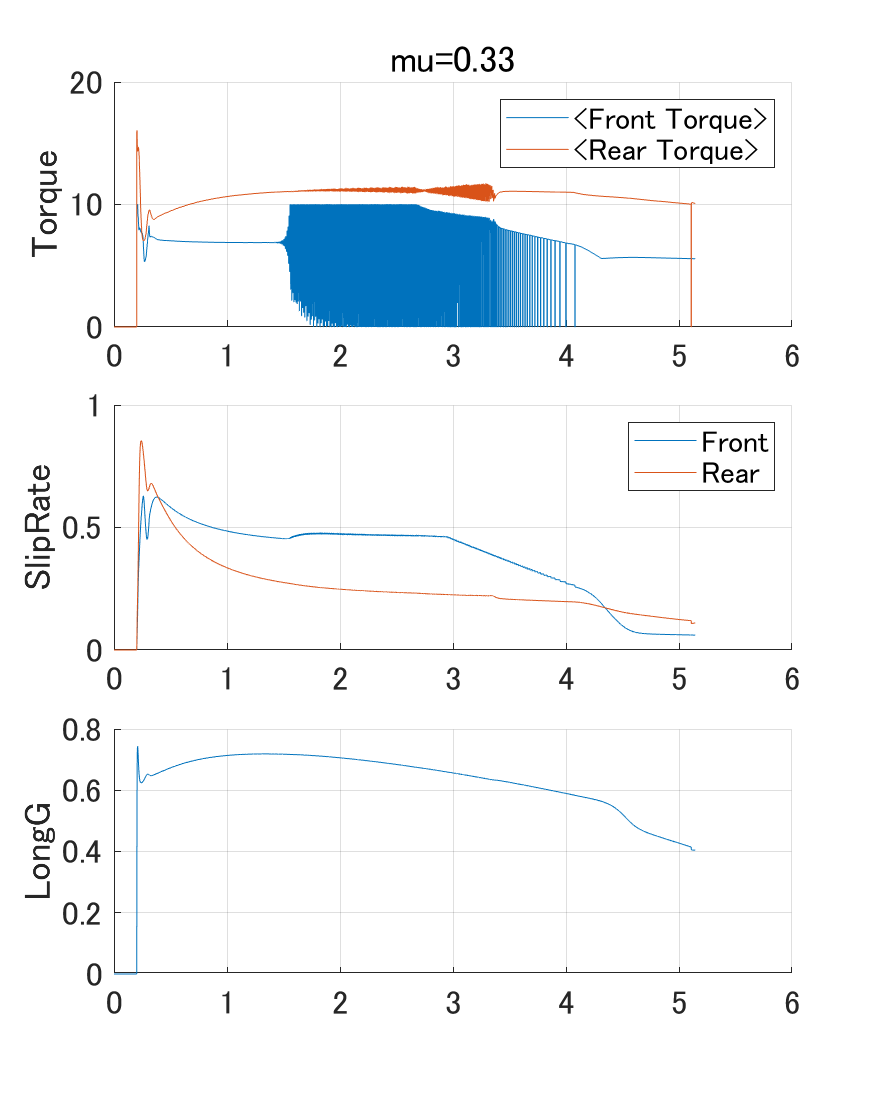 mu=0.33
Torque
20
10
0
<Front Torque>
<Rear Torque>
0 1 2 3 4 5 6
SlipRate
1
0.5
0
Front
Rear
0 1 2 3 4 5 6
LongG
0.8
0.6
0.4
0.2
0
0 1 2 3 4 5 6